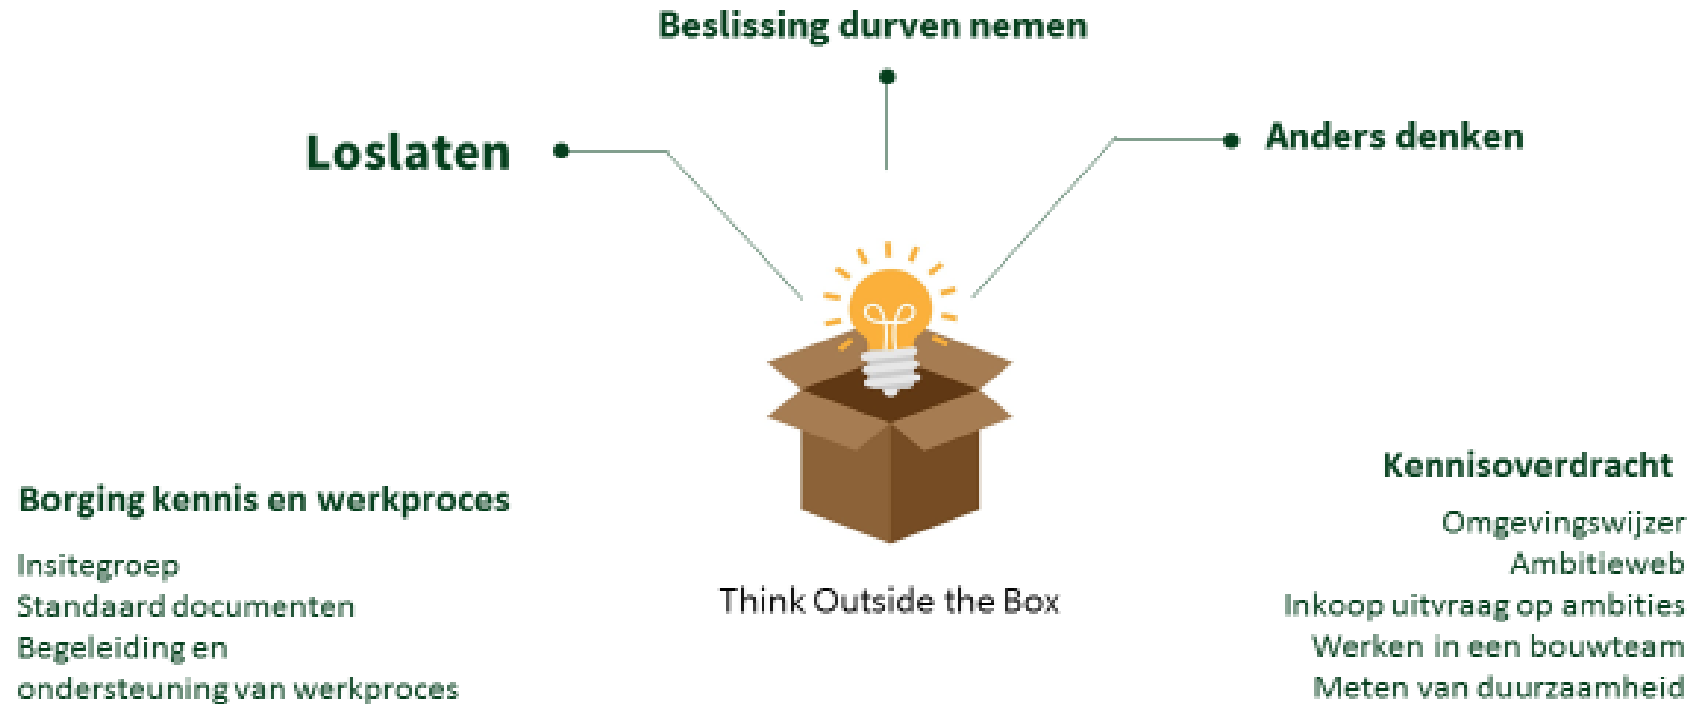 Beslissing durven nemen
Loslaten
Anders denken
Think Outside the Box
Borging kennis en werkproces
Insitegroep
Standaard documenten
Begeleiding en
ondersteuning van werkproces
Kennisoverdracht
Omgevingswijzer
Ambitieweb
Inkoop uitvraag op ambities
Werken in een bouwteam
Meten van duurzaamheid